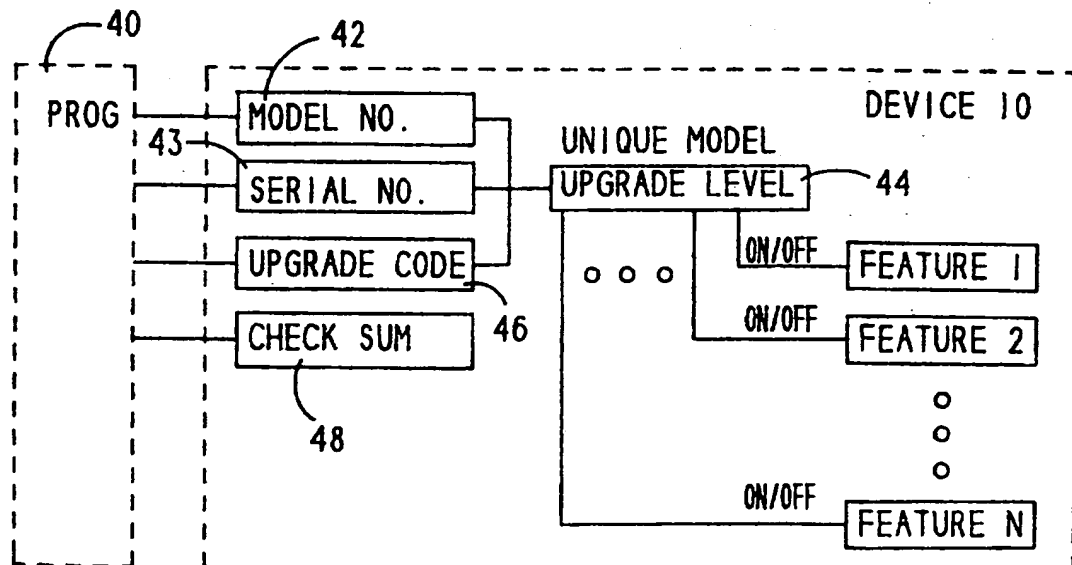 40
42
PROG
MODEL NO.
DEVICE 10
43
UNIQUE MODEL
SERIAL NO.
UPGRADE LEVEL
44
UPGRADE CODE
46
ON/OFF
FEATURE 1
CHECK SUM
48
ON/OFF
FEATURE 2
ON/OFF
FEATURE N